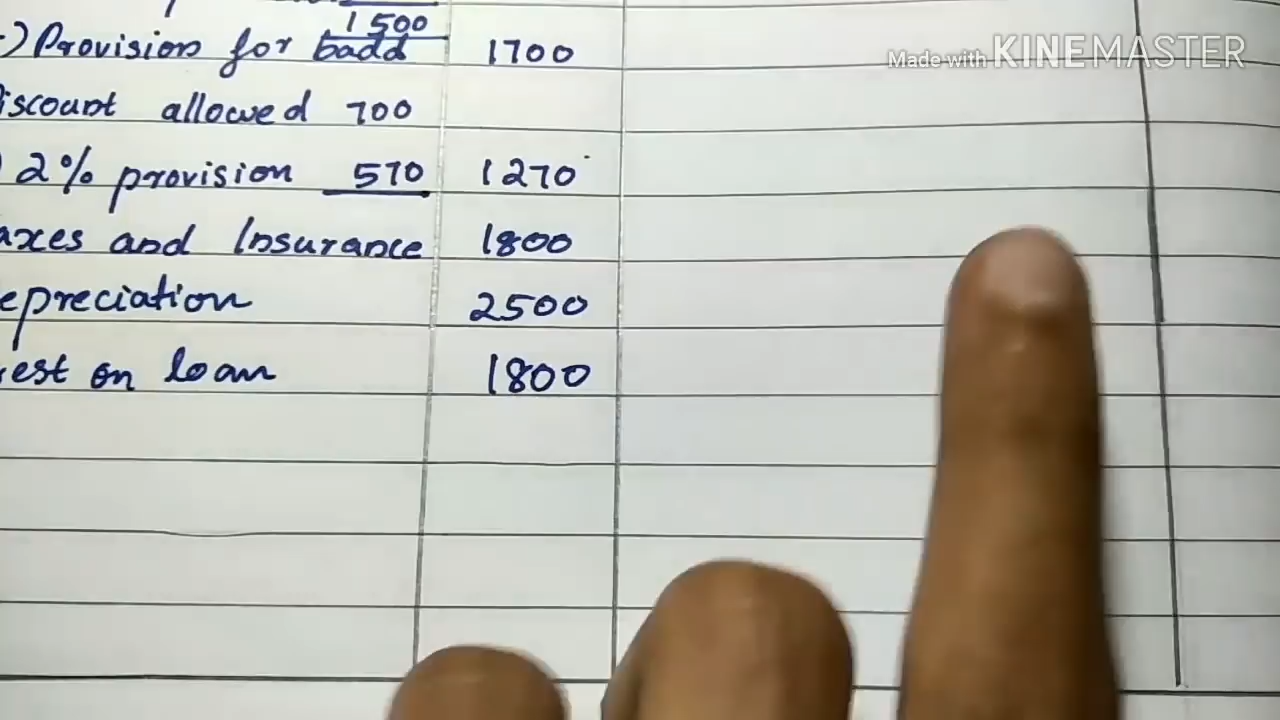 1500
-) Provision for badd 1700
iscount allowed 700
2% provision 570 1270
axes and Insurance 1800
epreciation 2500
rest on loan 1800
Made with KINEMASTER